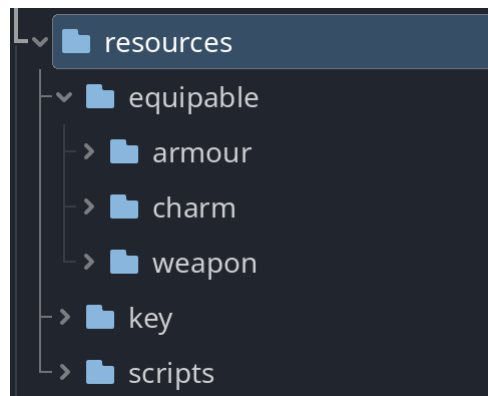 resources
equipable
armour
charm
weapon
key
scripts